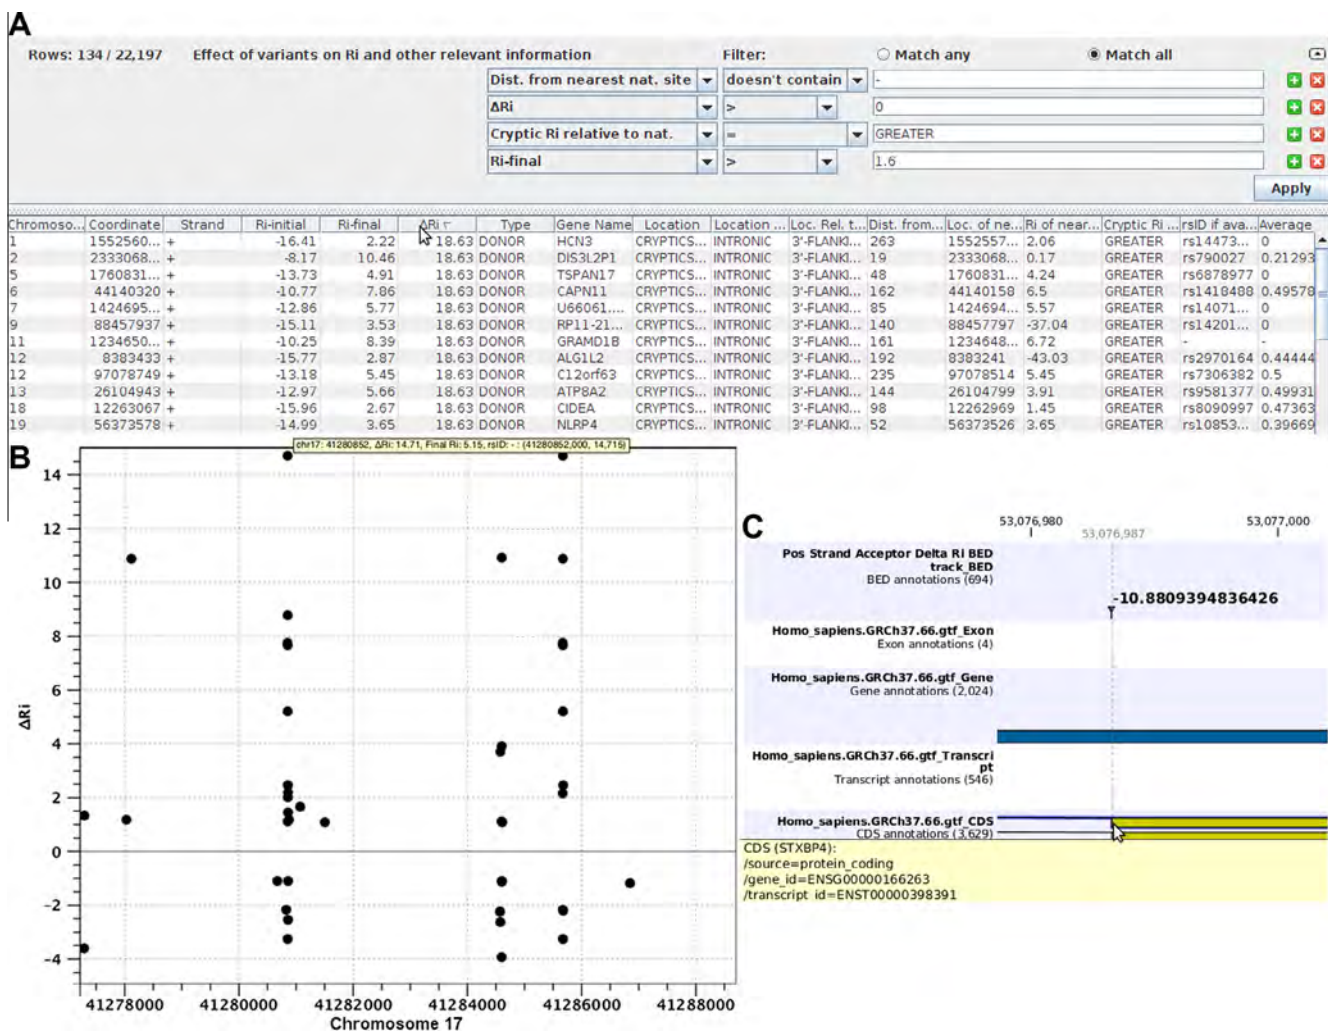 A
Rows: 134 / 22,197 Effect of variants on Ri and other relevant information Filter: Match any Match all
Dist. from nearest nat. site doesn't contain -
ΔRi > 0
Cryptic Ri relative to nat. = GREATER
Ri-final > 1.6
Apply
Chromoso... Coordinate Strand Ri-initial Ri-final ΔRi Type Gene Name Location Location ... Loc. Rel. t... Dist. from... Loc. of ne... Ri of near... Cryptic Ri ... rsID if ava... Average
1 1552560... + -16.41 2.22 18.63 DONOR HCN3 CRYPTICS... INTRONIC 3'-FLANKI... 263 1552557... 2.06 GREATER rs14473... 0
2 2333068... + -8.17 10.46 18.63 DONOR DIS3L2P1 CRYPTICS... INTRONIC 3'-FLANKI... 19 2333068... 0.17 GREATER rs790027 0.21293
5 1760831... + -13.73 4.91 18.63 DONOR TSPAN17 CRYPTICS... INTRONIC 3'-FLANKI... 48 1760831... 4.24 GREATER rs6878977 0
6 44140320 + -10.77 7.86 18.63 DONOR CAPN11 CRYPTICS... INTRONIC 3'-FLANKI... 162 44140158 6.5 GREATER rs1418488 0.49578
7 1424695... + -12.86 5.77 18.63 DONOR U66061.... CRYPTICS... INTRONIC 3'-FLANKI... 85 1424694... 5.57 GREATER rs14071... 0
9 88457937 + -15.11 3.53 18.63 DONOR RP11-21... CRYPTICS... INTRONIC 3'-FLANKI... 140 88457797 -37.04 GREATER rs14201... 0
11 1234650... + -10.25 8.39 18.63 DONOR GRAMD1B CRYPTICS... INTRONIC 3'-FLANKI... 161 1234648... 6.72 GREATER - -
12 8383433 + -15.77 2.87 18.63 DONOR ALG1L2 CRYPTICS... INTRONIC 3'-FLANKI... 192 8383241 -43.03 GREATER rs2970164 0.44444
12 97078749 + -13.18 5.45 18.63 DONOR C12orf63 CRYPTICS... INTRONIC 3'-FLANKI... 235 97078514 5.45 GREATER rs7306382 0.5
13 26104943 + -12.97 5.66 18.63 DONOR ATP8A2 CRYPTICS... INTRONIC 3'-FLANKI... 144 26104799 3.91 GREATER rs9581377 0.49931
18 12263067 + -15.96 2.67 18.63 DONOR CIDEA CRYPTICS... INTRONIC 3'-FLANKI... 98 12262969 1.45 GREATER rs8090997 0.47363
19 56373578 + -14.99 3.65 18.63 DONOR NLRP4 CRYPTICS... INTRONIC 3'-FLANKI... 52 56373526 3.65 GREATER rs10853... 0.39669
B
chr17: 41280852, ΔRi: 14.71, Final Ri: 5.15, rsID: - : (41280852,000, 14,715)
14
12
10
8
6
4
2
0
-2
-4
ΔRi
41278000 41280000 41282000 41284000 41286000 41288000
Chromosome 17
C
53,076,980 53,077,000
53,076,987
Pos Strand Acceptor Delta Ri BED
track_BED
BED annotations (694)
-10.8809394836426
Homo_sapiens.GRCh37.66.gtf_Exon
Exon annotations (4)
Homo_sapiens.GRCh37.66.gtf_Gene
Gene annotations (2,024)
Homo_sapiens.GRCh37.66.gtf_Transcri
pt
Transcript annotations (546)
Homo_sapiens.GRCh37.66.gtf_CDS
CDS annotations (3,629)
CDS (STXBP4):
/source=protein_coding
/gene_id=ENSG00000166263
/transcript_id=ENST00000398391